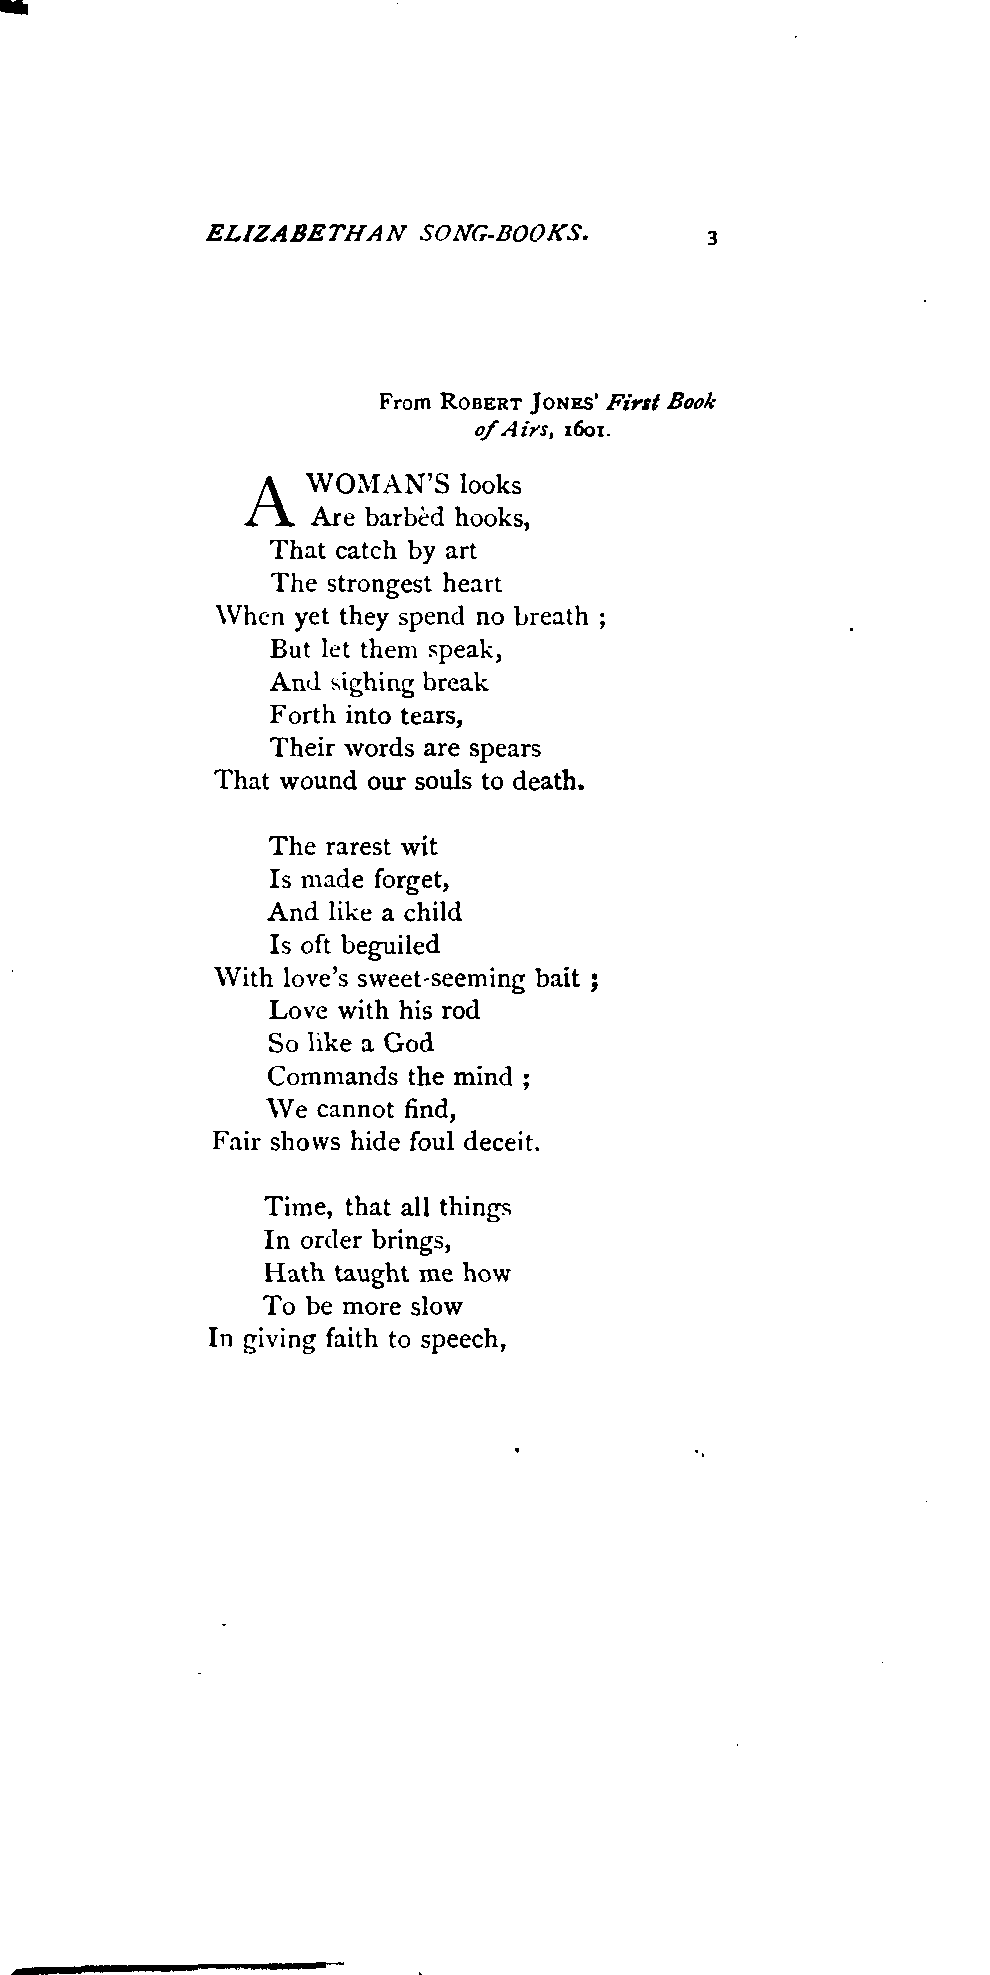 ELIZABETHAN SONG-BOOKS. 3
From ROBERT JONES' First Book
of Airs, 1601.
A WOMAN'S looks
Are barbèd hooks,
That catch by art
The strongest heart
When yet they spend no breath ;
But let them speak,
And sighing break
Forth into tears,
Their words are spears
That wound our souls to death.
The rarest wit
Is made forget,
And like a child
Is oft beguiled
With love's sweet-seeming bait ;
Love with his rod
So like a God
Commands the mind ;
We cannot find,
Fair shows hide foul deceit.
Time, that all things
In order brings,
Hath taught me how
To be more slow
In giving faith to speech,